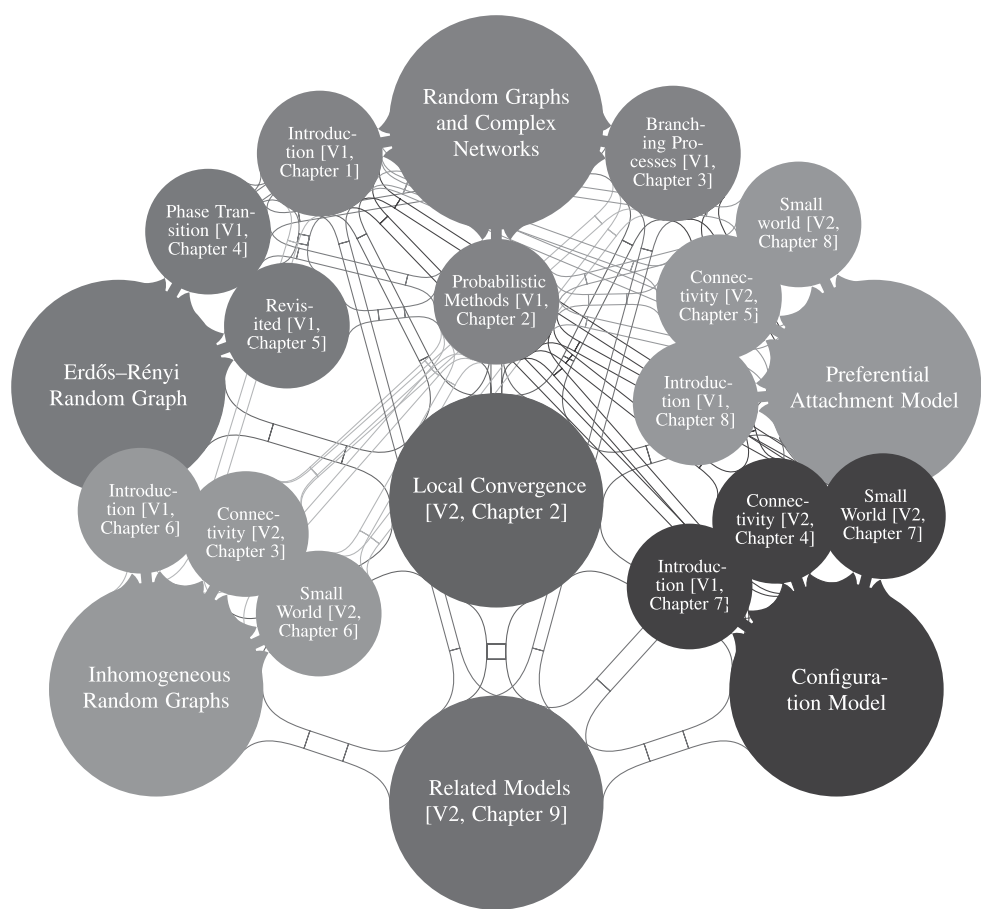 Random Graphs
and Complex
Networks
Introduc-
tion [V1,
Chapter 1]
Branch-
ing Pro-
cesses [V1,
Chapter 3]
Phase Tran-
sition [V1,
Chapter 4]
Small
world [V2,
Chapter 8]
Probabilistic
Methods [V1,
Chapter 2]
Connec-
tivity [V2,
Chapter 5]
Revis-
ited [V1,
Chapter 5]
Erdős–Rényi
Random Graph
Introduc-
tion [V1,
Chapter 8]
Preferential
Attachment Model
Local Convergence
[V2, Chapter 2]
Introduc-
tion [V1,
Chapter 6]
Connec-
tivity [V2,
Chapter 3]
Small
World [V2,
Chapter 6]
Connec-
tivity [V2,
Chapter 4]
Small
World [V2,
Chapter 7]
Introduc-
tion [V1,
Chapter 7]
Inhomogeneous
Random Graphs
Configura-
tion Model
Related Models
[V2, Chapter 9]